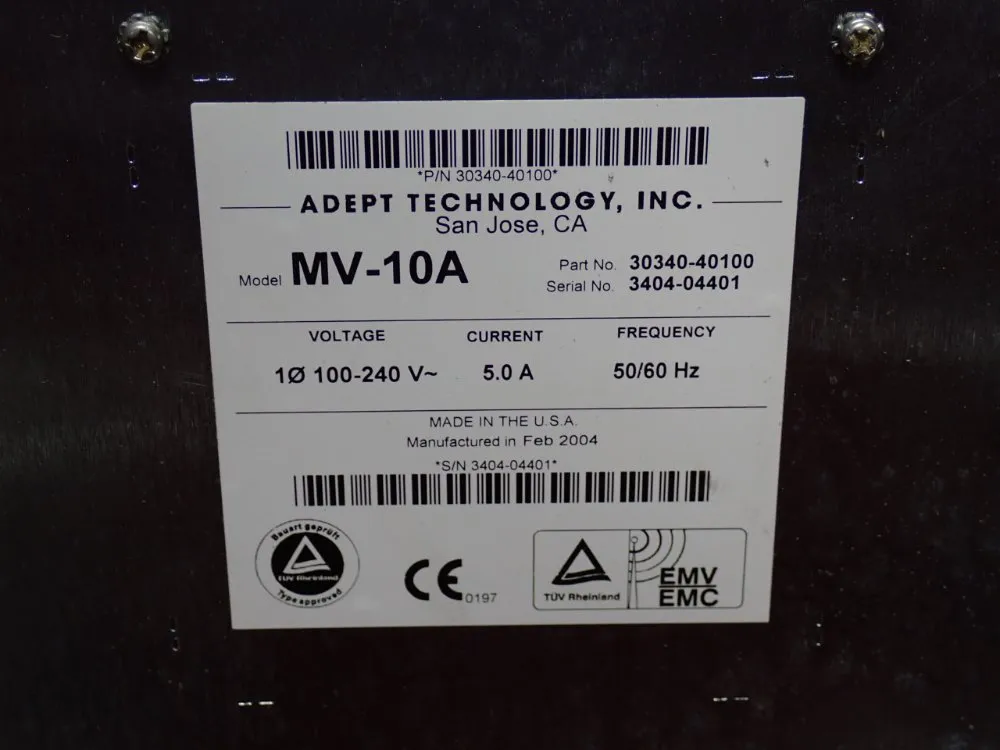 *P/N 30340-40100*
ADEPT TECHNOLOGY, INC.
San Jose, CA
Model MV-10A
Part No. 30340-40100
Serial No. 3404-04401
VOLTAGE CURRENT FREQUENCY
1Ø 100-240 V~ 5.0 A 50/60 Hz
MADE IN THE U.S.A.
Manufactured in Feb 2004
*S/N 3404-04401*
Bauart geprüft
TÜV Rheinland
Type approved
CE 0197
TÜV Rheinland
EMV
EMC